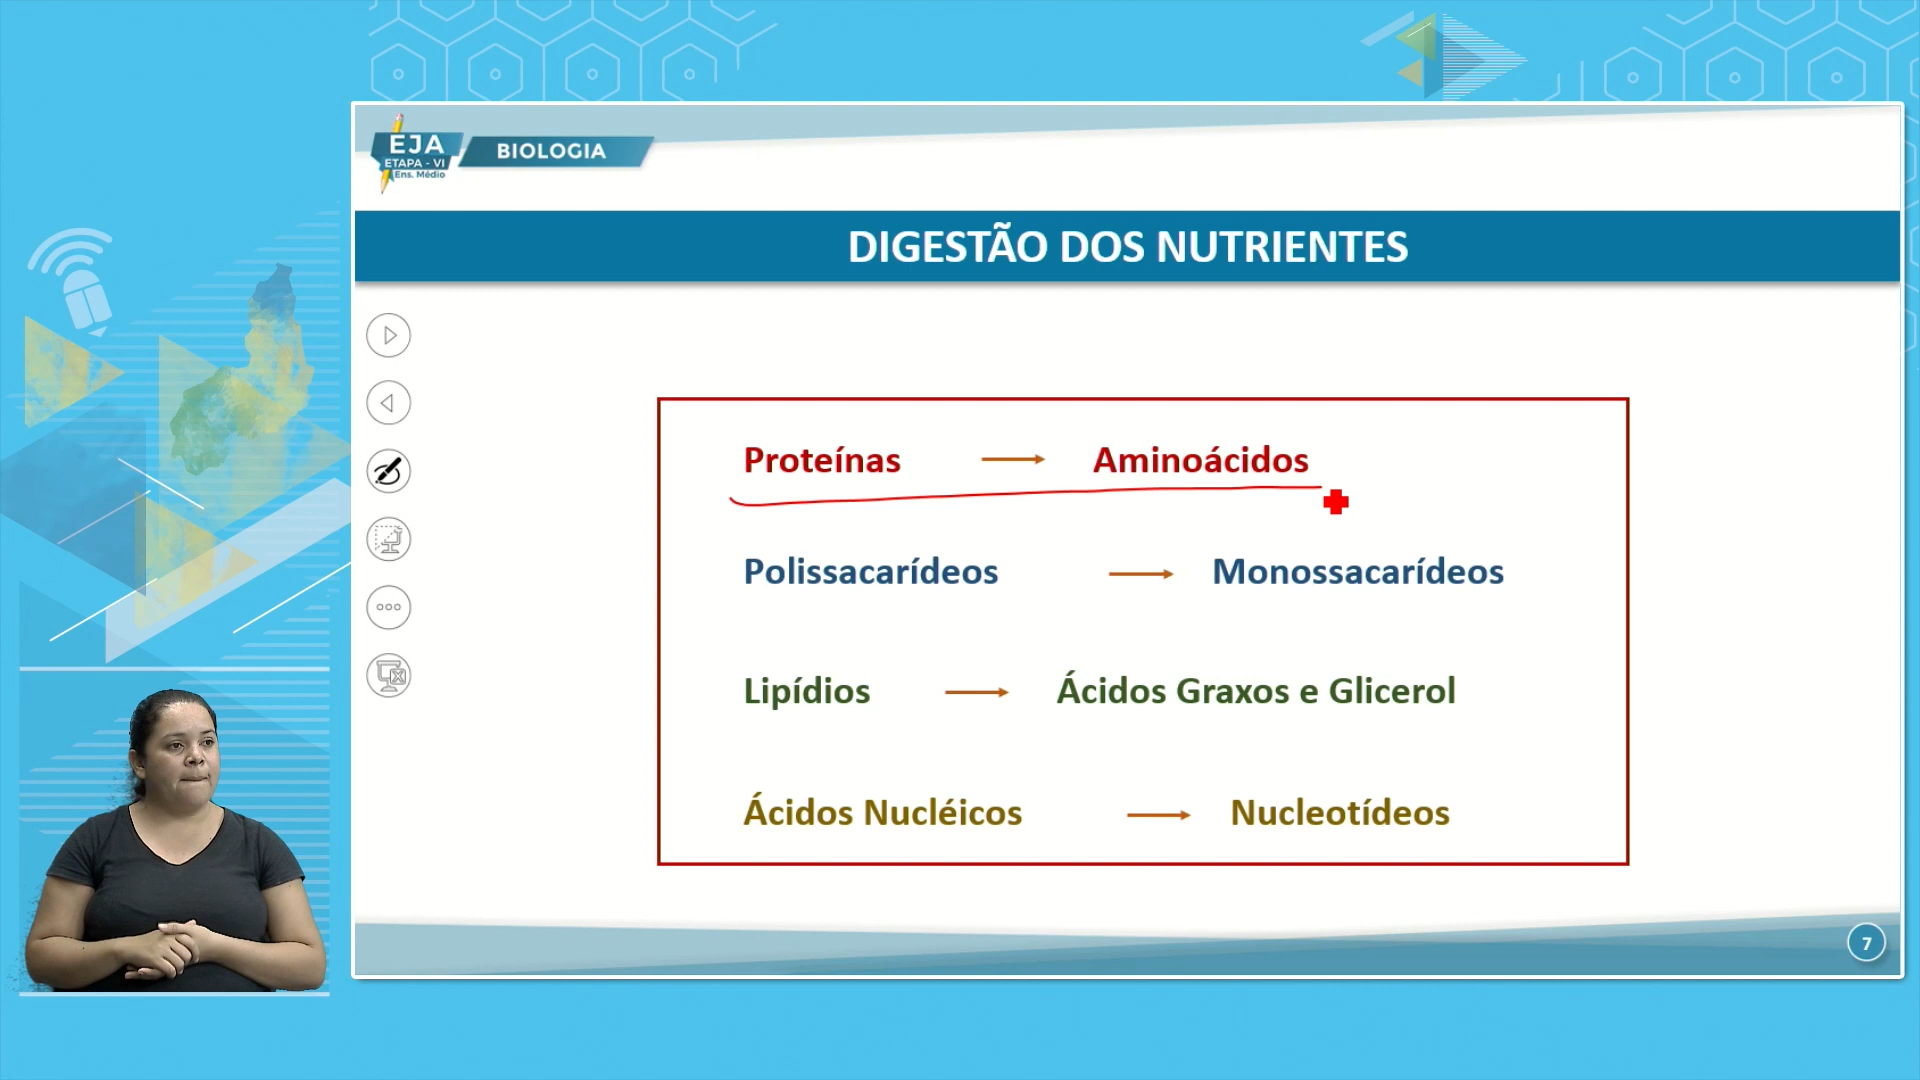 EJA
ETAPA - VI
Ens. Médio
BIOLOGIA
DIGESTÃO DOS NUTRIENTES
Proteínas → Aminoácidos
Polissacarídeos → Monossacarídeos
Lipídios → Ácidos Graxos e Glicerol
Ácidos Nucléicos → Nucleotídeos
7